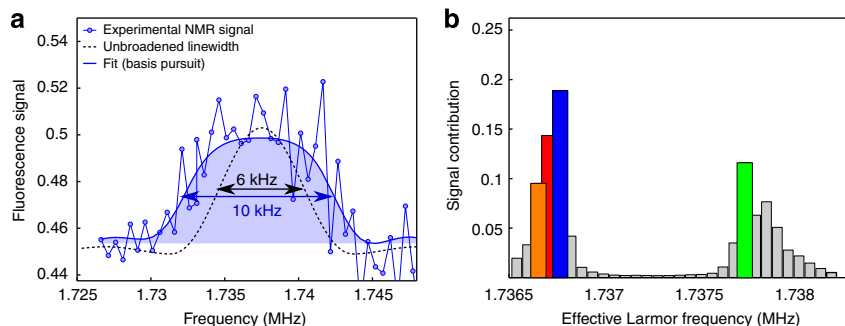 a
Experimental NMR signal
Unbroadened linewidth
Fit (basis pursuit)
0.54
0.52
0.5
0.48
0.46
0.44
Fluorescence signal
6 kHz
10 kHz
1.725
1.73
1.735
1.74
1.745
Frequency (MHz)
b
0.25
0.2
0.15
0.1
0.05
Signal contribution
1.7365
1.737
1.7375
1.738
Effective Larmor frequency (MHz)